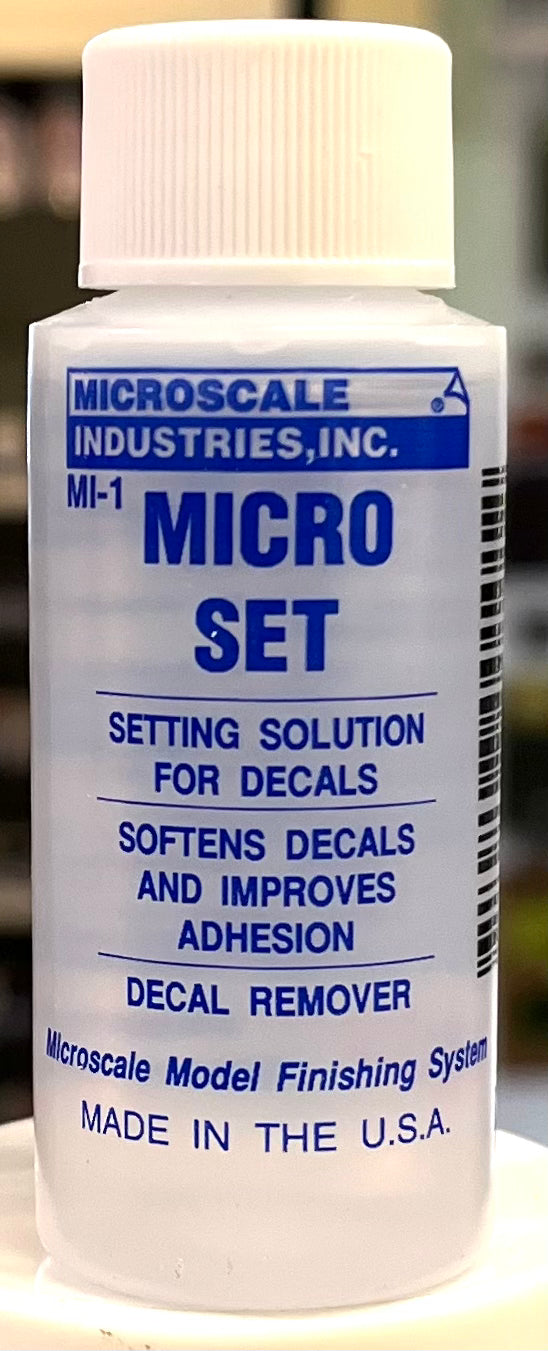 MICROSCALE
®
INDUSTRIES,INC.
MI-1
MICRO
SET
SETTING SOLUTION
FOR DECALS
SOFTENS DECALS
AND IMPROVES
ADHESION
DECAL REMOVER
Microscale Model Finishing System
MADE IN THE U.S.A.